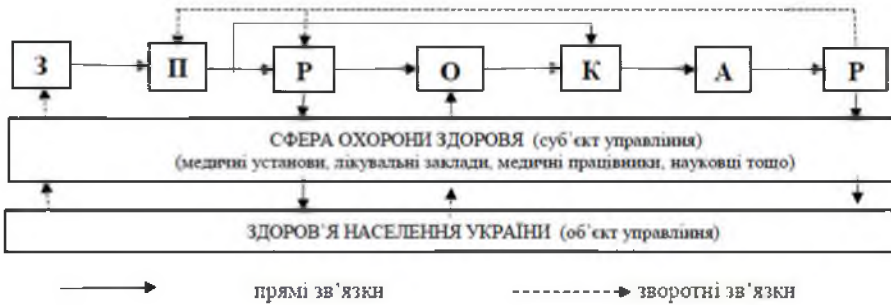 З П Р О К А Р
СФЕРА ОХОРОНИ ЗДОРОВЯ (суб᾿єкт управління)
(медичні установи, лікувальні заклади, медичні працівники, науковці тощо)
ЗДОРОВ᾿Я НАСЕЛЕННЯ УКРАЇНИ (об᾿єкт управління)
прямі зв᾿язки зворотні зв᾿язки